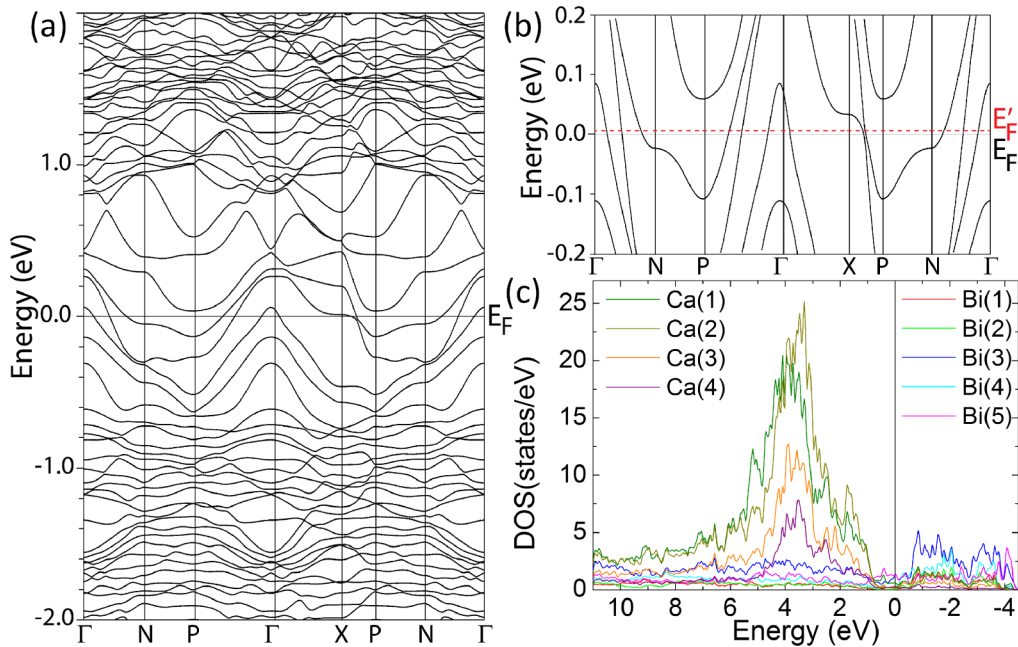 (a)
Energy (eV)
1.0
0.0
-1.0
-2.0
Γ N P Γ X P N Γ
E_F
(b)
Energy (eV)
0.2
0.1
0.0
-0.1
-0.2
Γ N P Γ X P N Γ
E'_F
E_F
(c)
DOS(states/eV)
25
20
15
10
5
0
Ca(1)
Ca(2)
Ca(3)
Ca(4)
Bi(1)
Bi(2)
Bi(3)
Bi(4)
Bi(5)
10 8 6 4 2 0 -2 -4
Energy (eV)